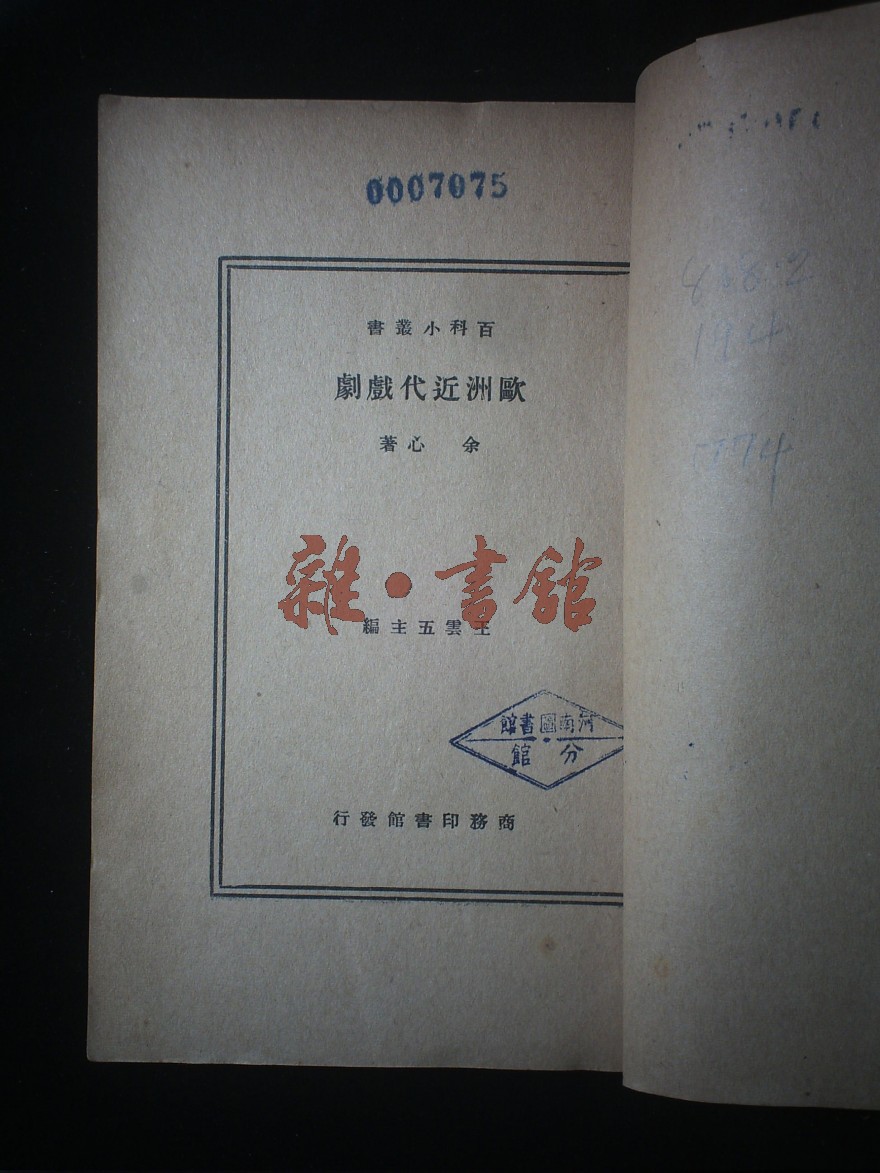 0007075
百科小叢書
歐洲近代戲劇
余心著
雜·書館
王雲五主編
河南圖書館
分館
商務印書館發行